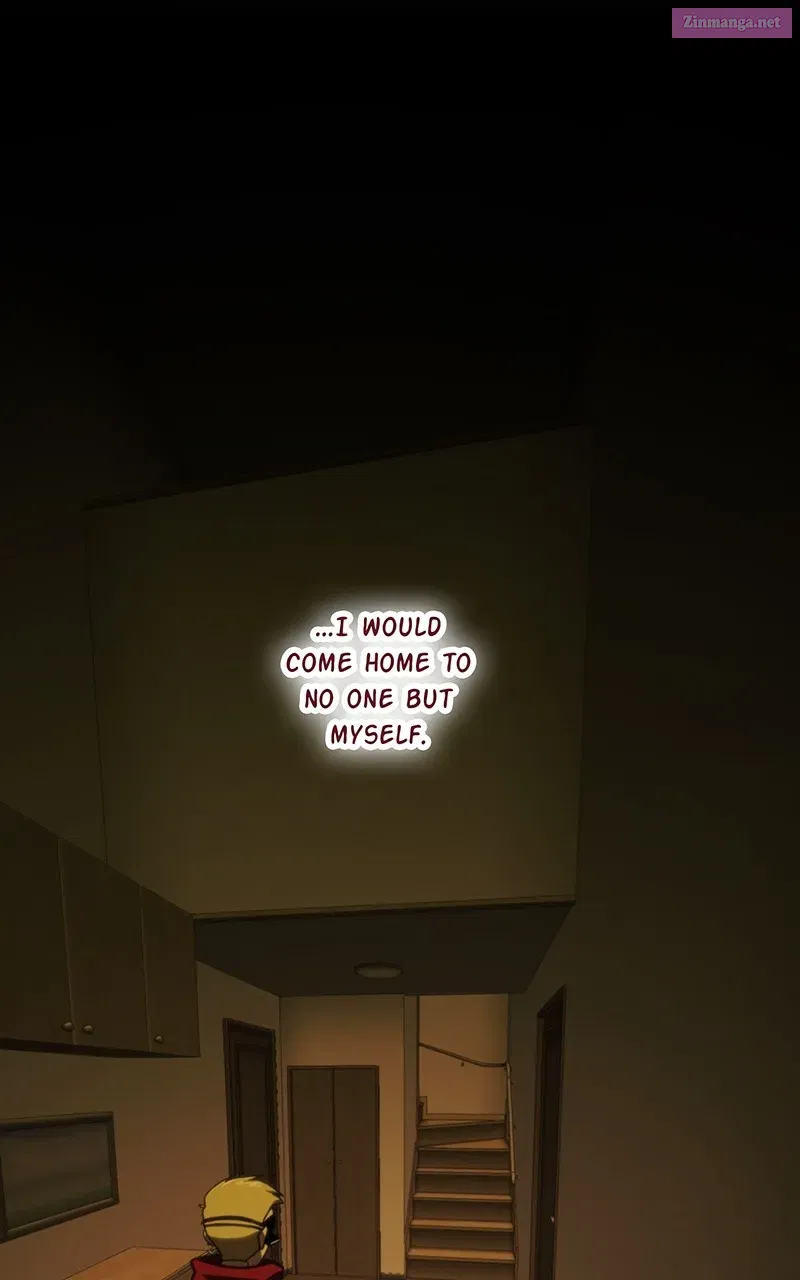 Zinmanga.net
...I WOULD
COME HOME TO
NO ONE BUT
MYSELF.